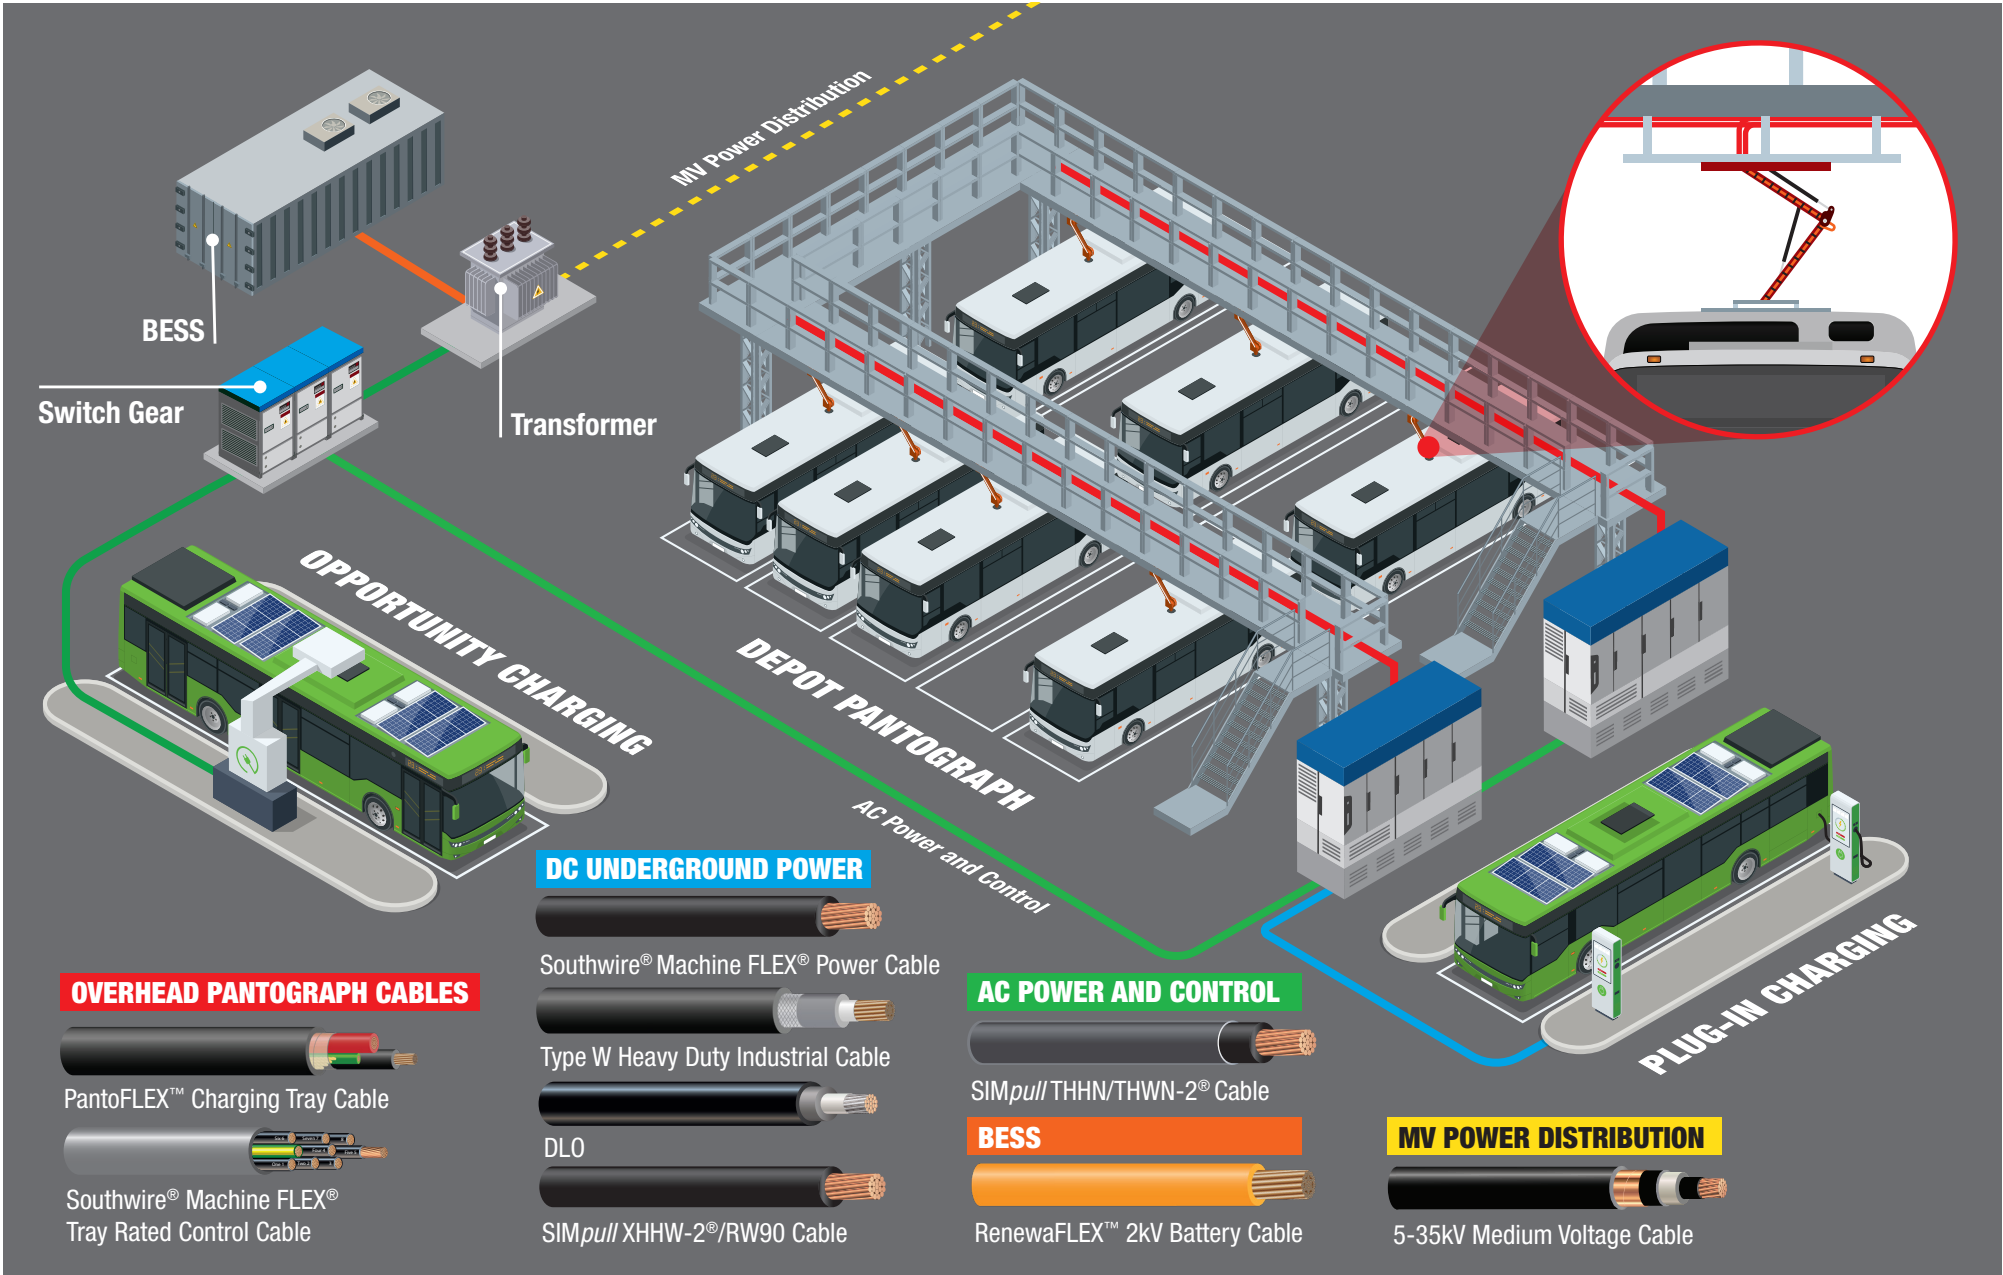 MV Power Distribution
BESS
Switch Gear
Transformer
OPPORTUNITY CHARGING
DEPOT PANTOGRAPH
AC Power and Control
PLUG-IN CHARGING
DC UNDERGROUND POWER
Southwire® Machine FLEX® Power Cable
Type W Heavy Duty Industrial Cable
DLO
SIMpull XHHW-2®/RW90 Cable
OVERHEAD PANTOGRAPH CABLES
PantoFLEX™ Charging Tray Cable
Southwire® Machine FLEX®
Tray Rated Control Cable
AC POWER AND CONTROL
SIMpull THHN/THWN-2® Cable
BESS
RenewaFLEX™ 2kV Battery Cable
MV POWER DISTRIBUTION
5-35kV Medium Voltage Cable